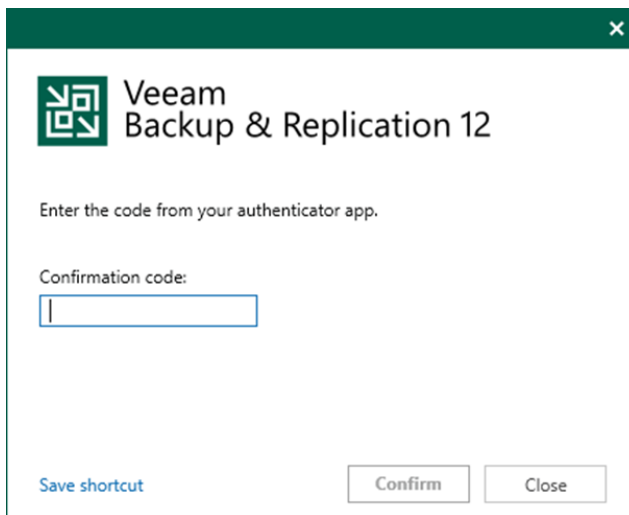 Veeam
Backup & Replication 12
Enter the code from your authenticator app.
Confirmation code:
Save shortcut
Confirm
Close